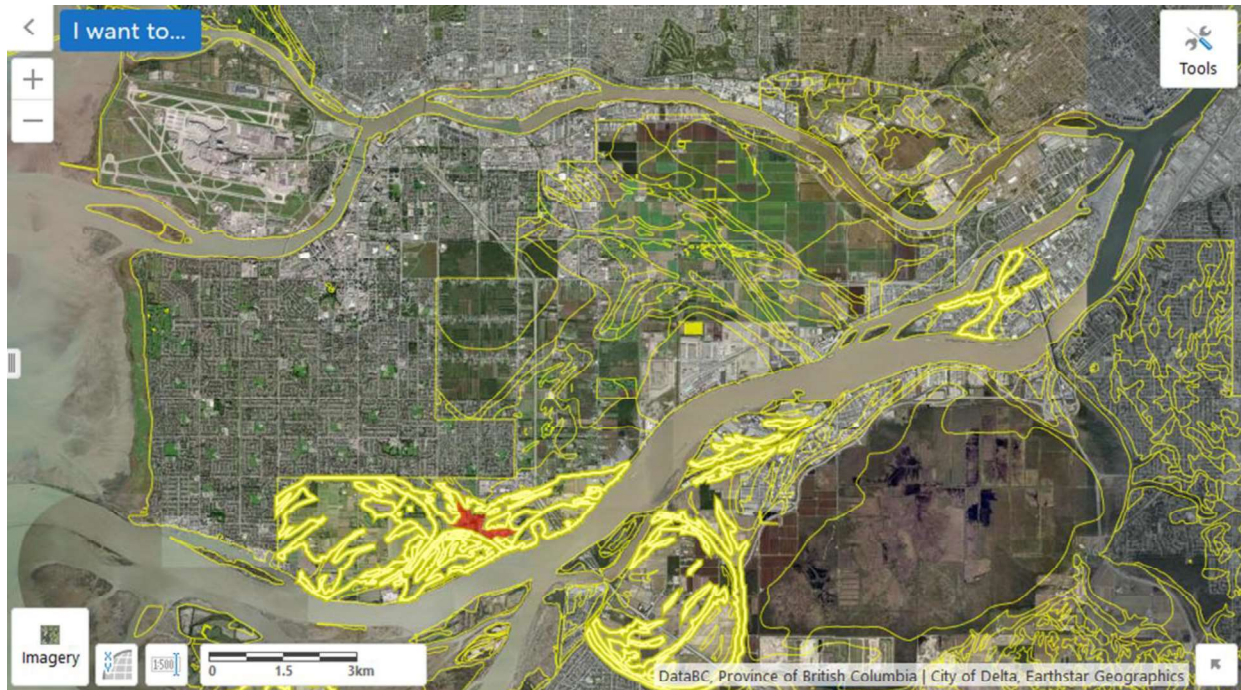 I want to...
Tools
Imagery
X
Y
1:500
0
1.5
3km
DataBC, Province of British Columbia | City of Delta, Earthstar Geographics